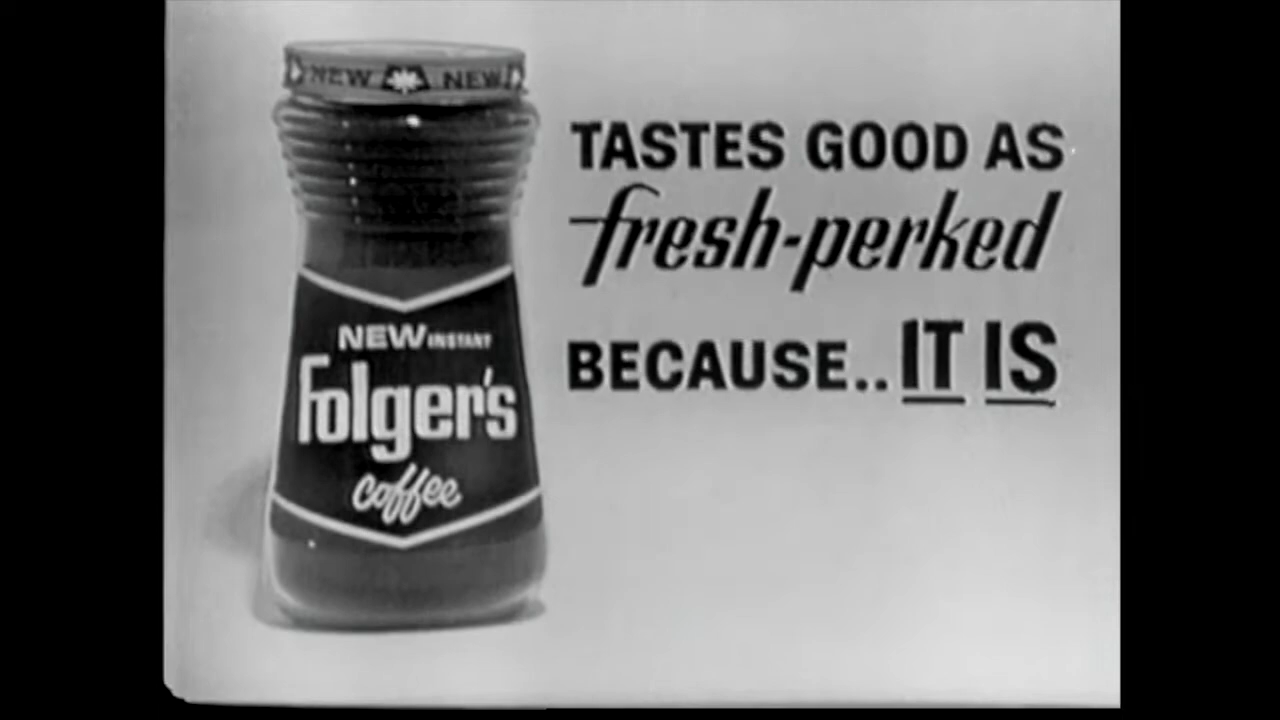 NEW NEW
NEW INSTANT
Folger's
coffee
TASTES GOOD AS
fresh-perked
BECAUSE.. IT IS